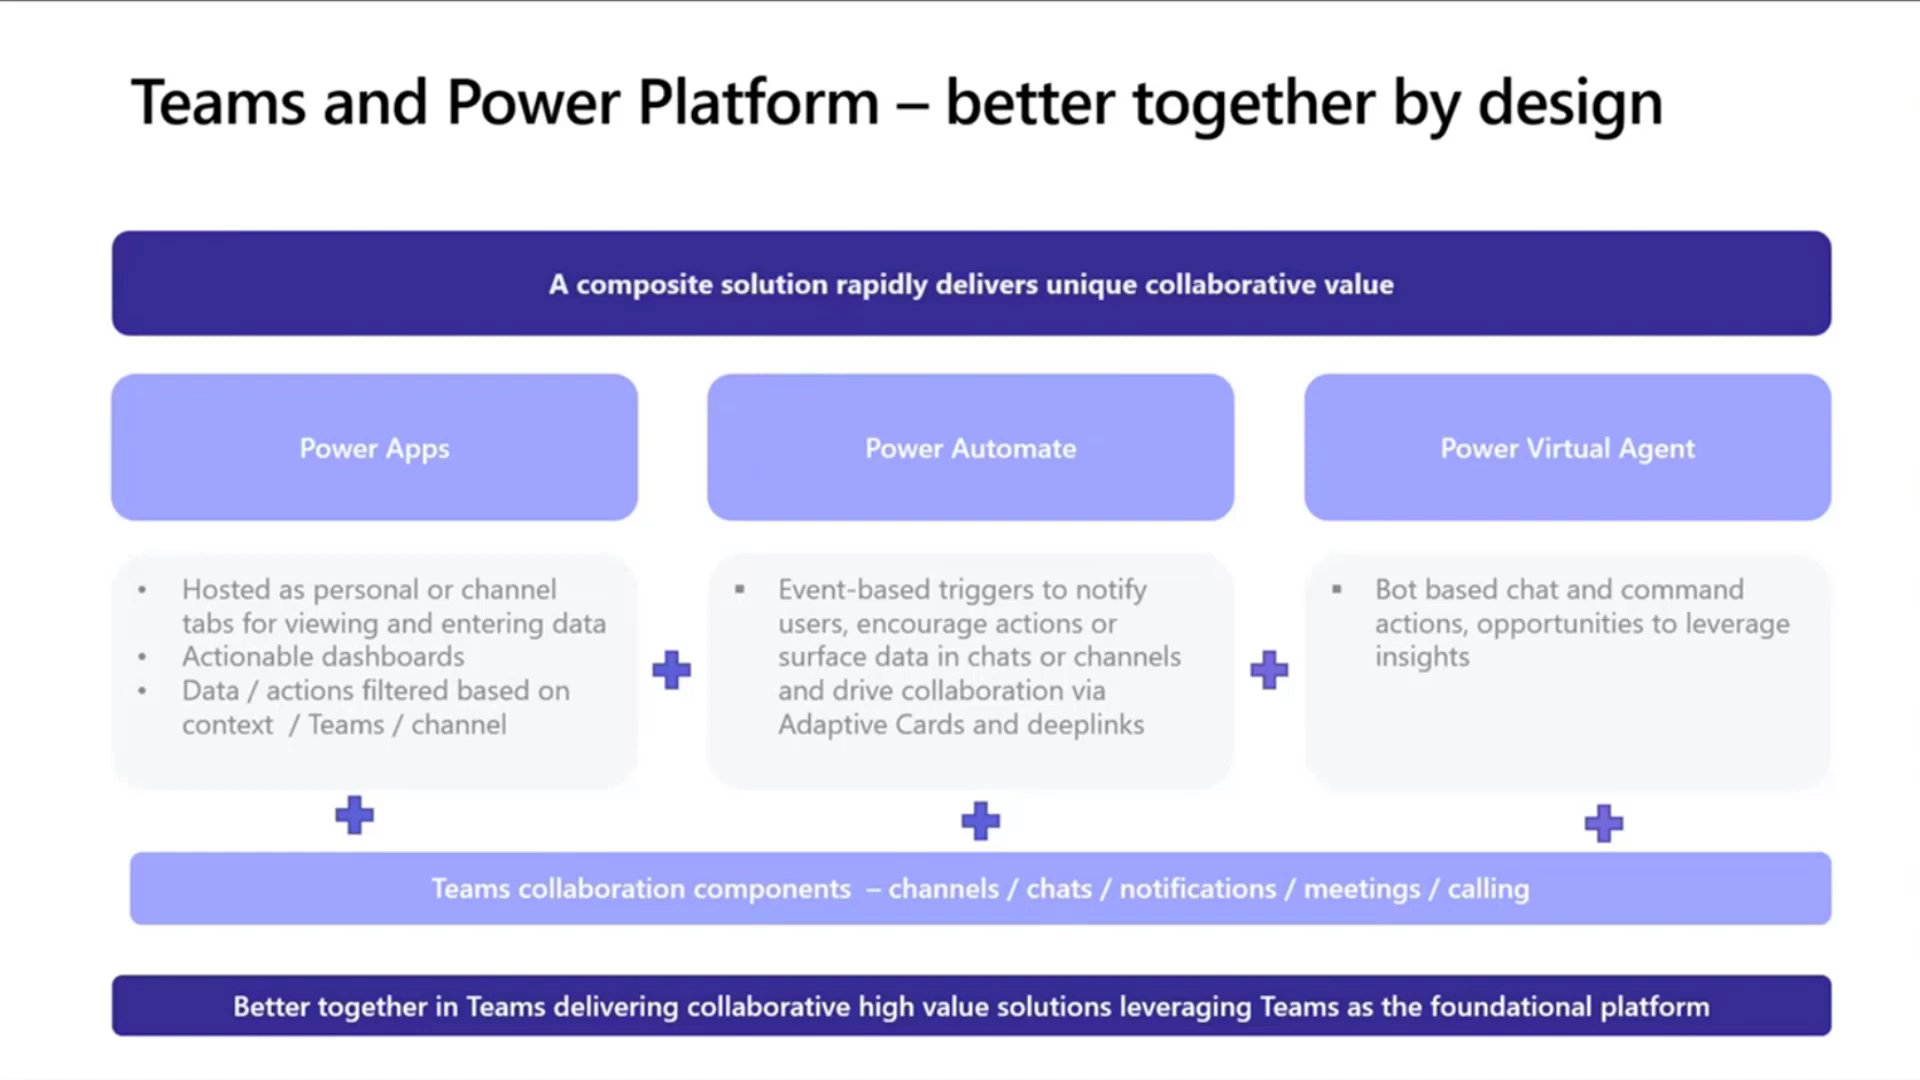 Teams and Power Platform – better together by design
A composite solution rapidly delivers unique collaborative value
Power Apps
Power Automate
Power Virtual Agent
• Hosted as personal or channel
tabs for viewing and entering data
• Actionable dashboards
• Data / actions filtered based on
context / Teams / channel
▪ Event-based triggers to notify
users, encourage actions or
surface data in chats or channels
and drive collaboration via
Adaptive Cards and deeplinks
▪ Bot based chat and command
actions, opportunities to leverage
insights
Teams collaboration components – channels / chats / notifications / meetings / calling
Better together in Teams delivering collaborative high value solutions leveraging Teams as the foundational platform